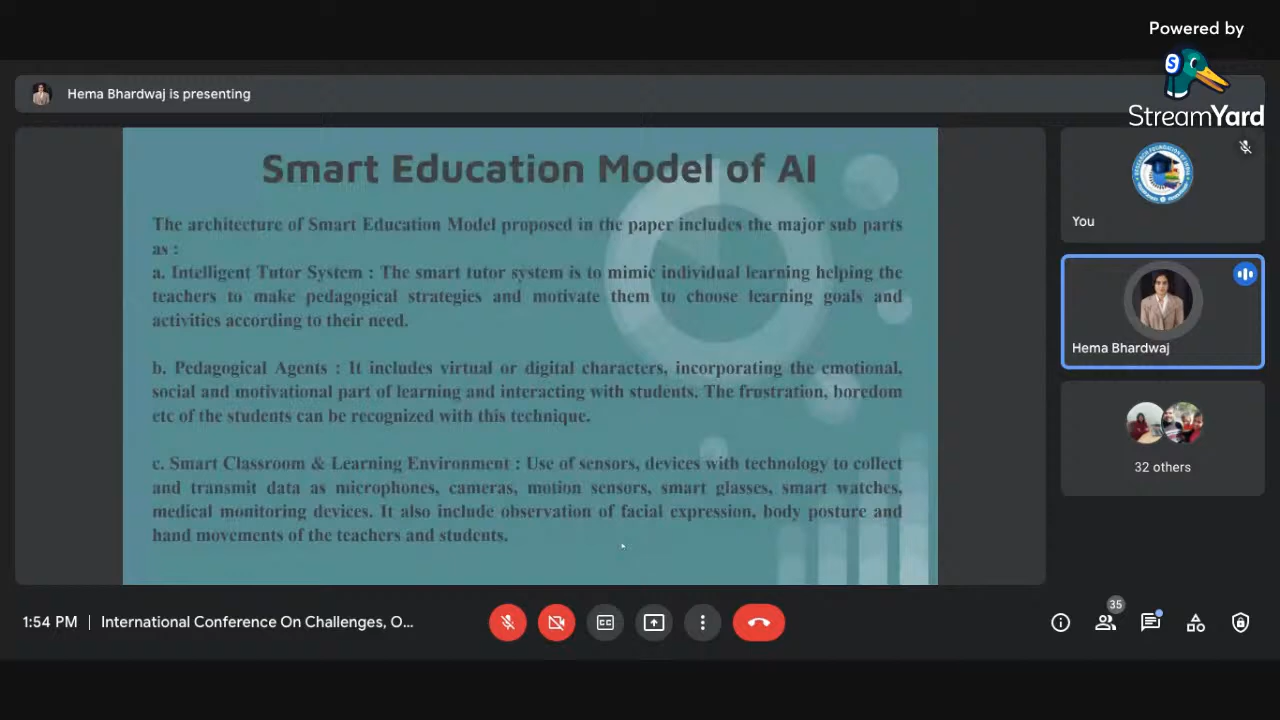 Powered by
StreamYard
Hema Bhardwaj is presenting
Smart Education Model of AI
The architecture of Smart Education Model proposed in the paper includes the major sub parts
as :
a. Intelligent Tutor System : The smart tutor system is to mimic individual learning helping the
teachers to make pedagogical strategies and motivate them to choose learning goals and
activities according to their need.
b. Pedagogical Agents : It includes virtual or digital characters, incorporating the emotional,
social and motivational part of learning and interacting with students. The frustration, boredom
etc of the students can be recognized with this technique.
c. Smart Classroom & Learning Environment : Use of sensors, devices with technology to collect
and transmit data as microphones, cameras, motion sensors, smart glasses, smart watches,
medical monitoring devices. It also include observation of facial expression, body posture and
hand movements of the teachers and students.
You
Hema Bhardwaj
32 others
1:54 PM
International Conference On Challenges, O...
35